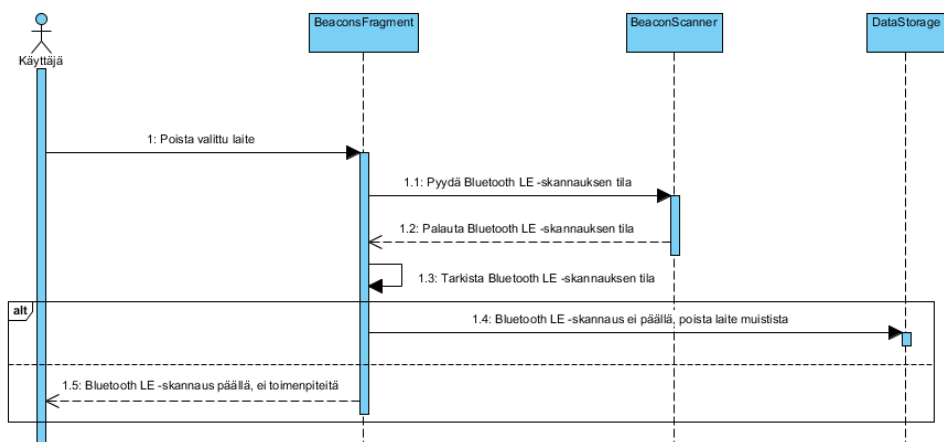 BeaconsFragment
BeaconScanner
DataStorage
Käyttäjä
1: Poista valittu laite
1.1: Pyydä Bluetooth LE -skannauksen tila
1.2: Palauta Bluetooth LE -skannauksen tila
1.3: Tarkista Bluetooth LE -skannauksen tila
alt
1.4: Bluetooth LE -skannaus ei päällä, poista laite muistista
1.5: Bluetooth LE -skannaus päällä, ei toimenpiteitä